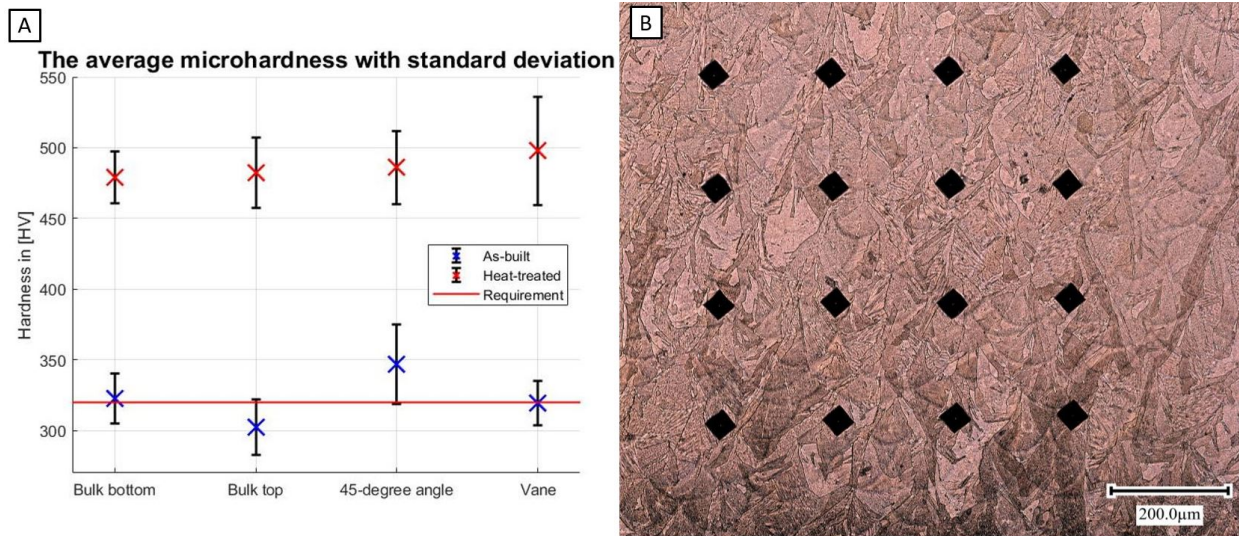 A
The average microhardness with standard deviation
550
500
450
400
350
300
Hardness in [HV]
As-built
Heat-treated
Requirement
Bulk bottom
Bulk top
45-degree angle
Vane
B
200.0µm